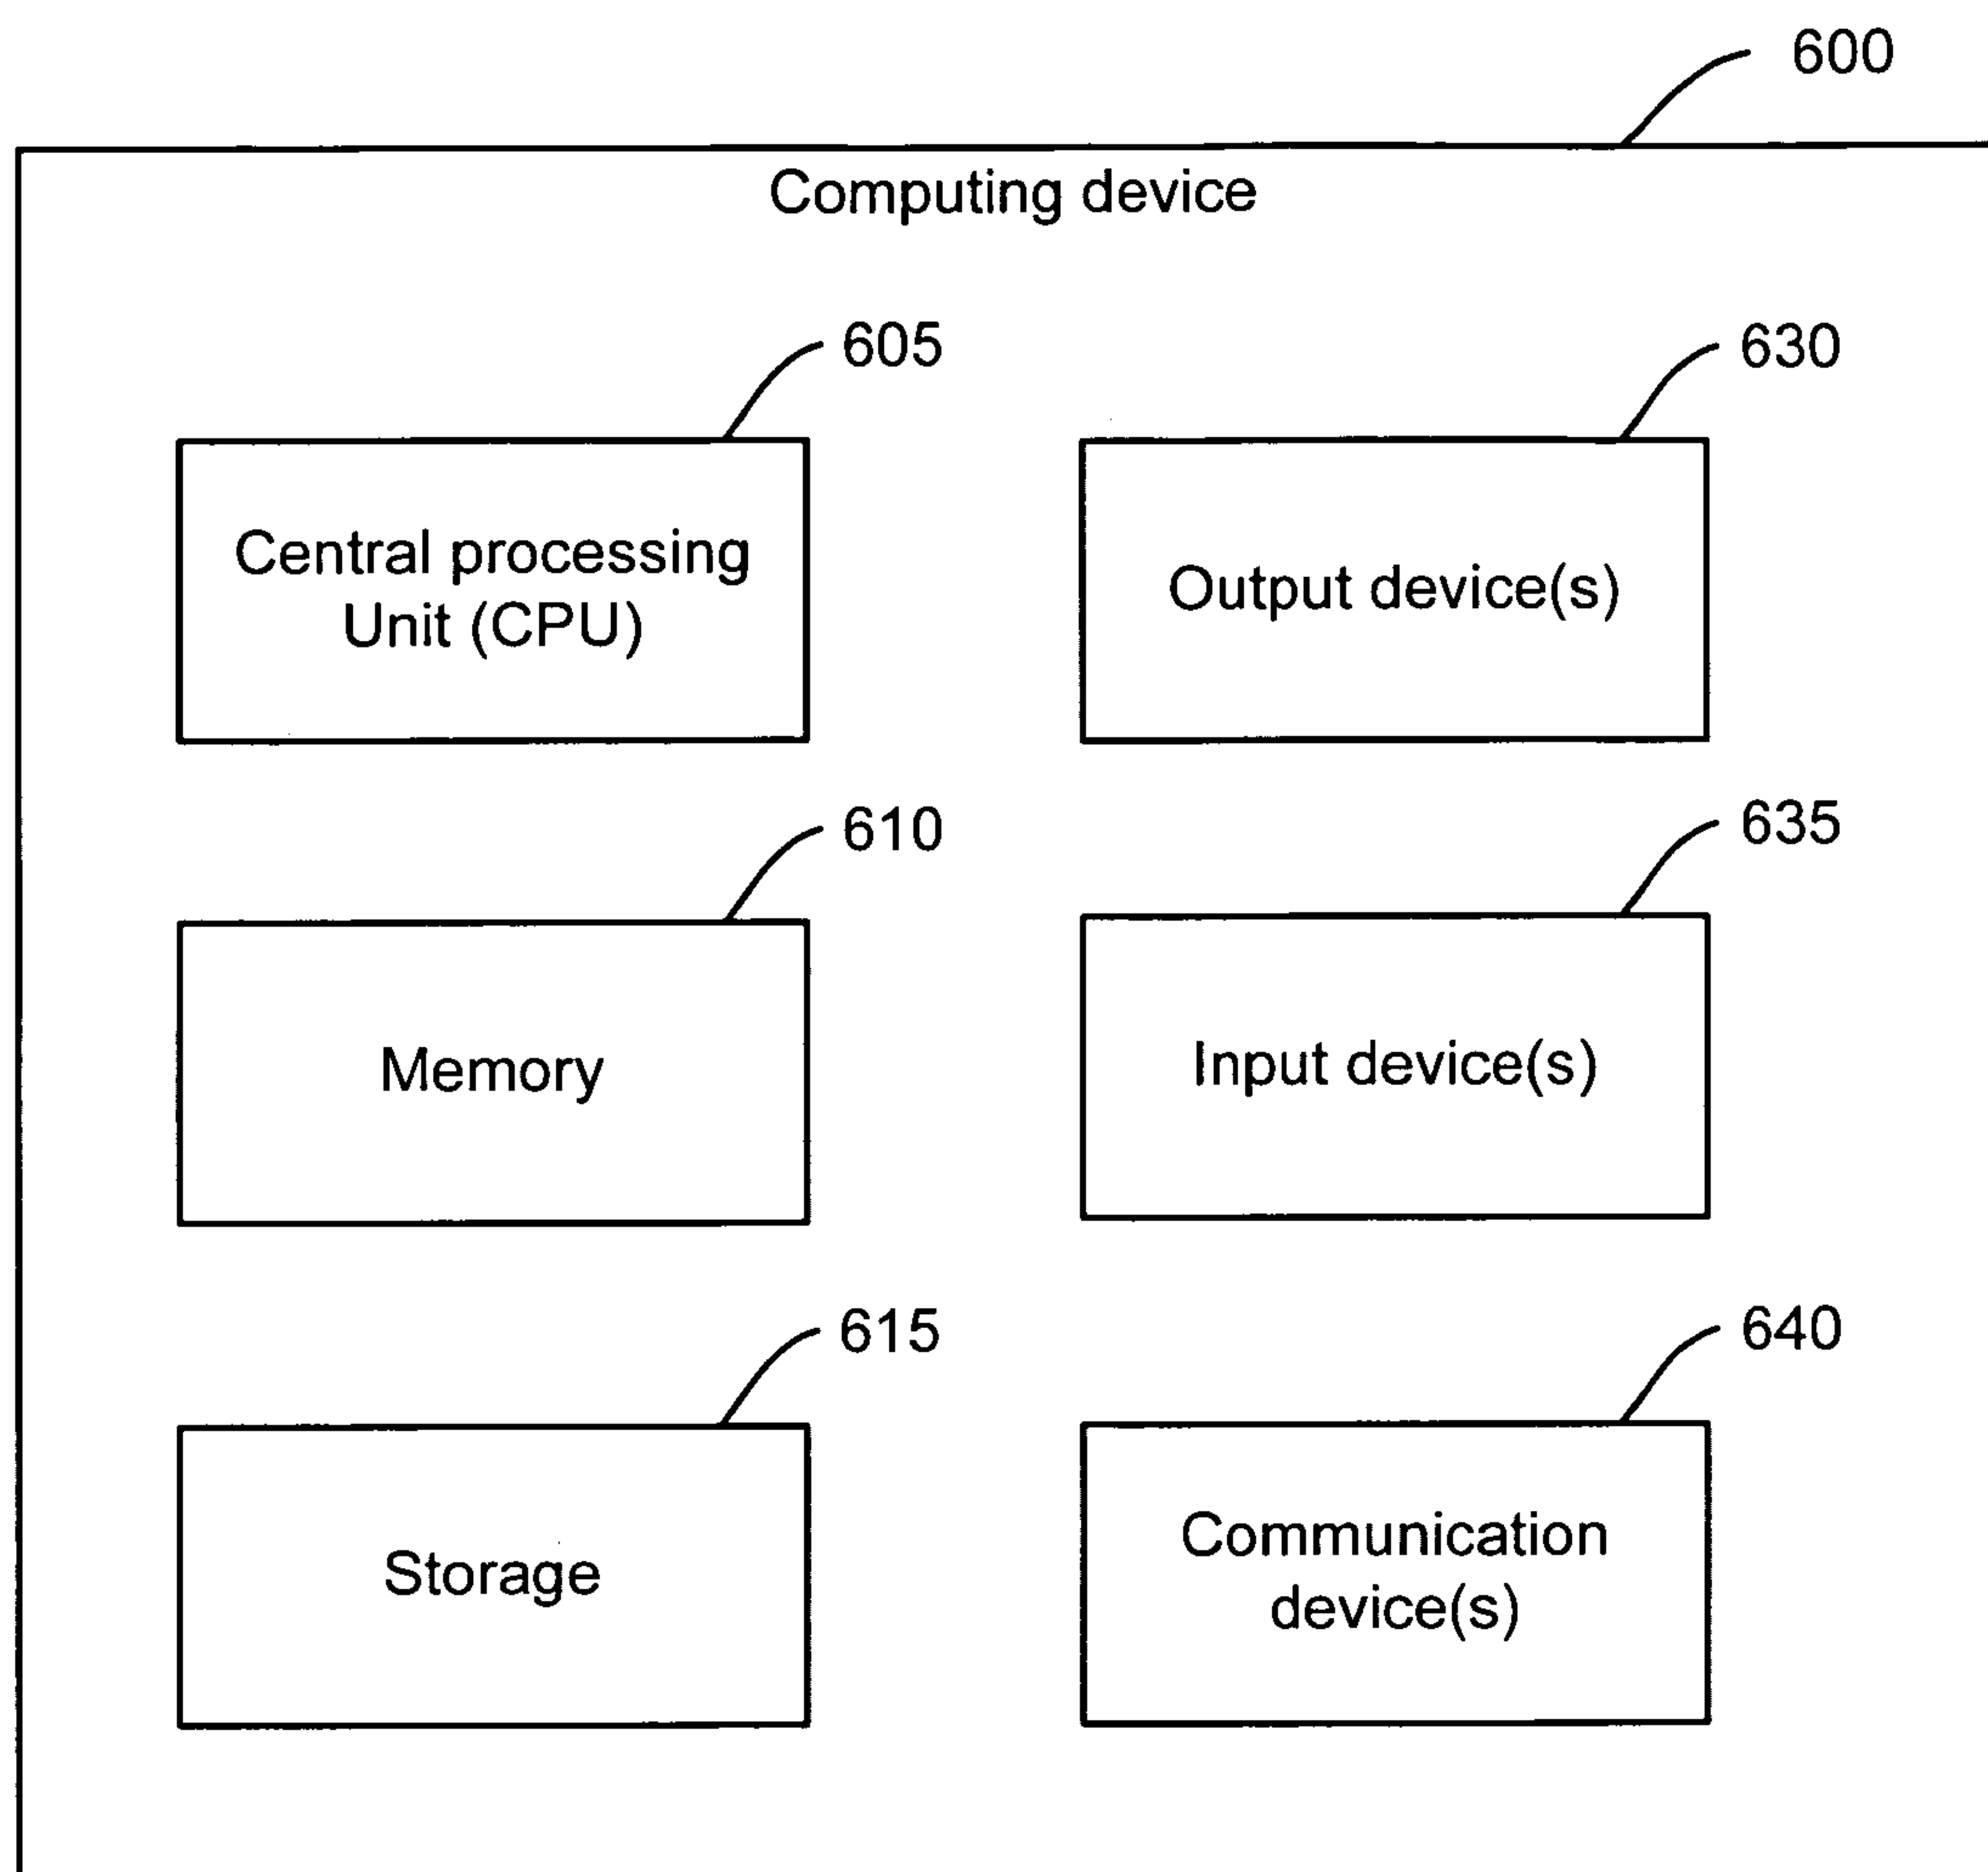 600
Computing device
605
630
Central processing
Unit (CPU)
Output device(s)
610
635
Memory
Input device(s)
615
640
Storage
Communication
device(s)